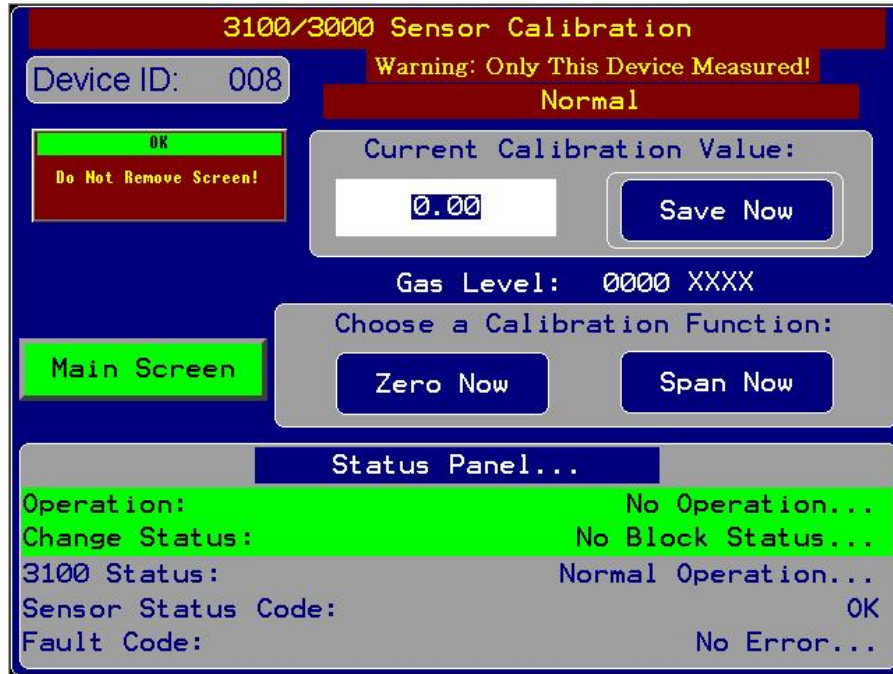 3100/3000 Sensor Calibration
Device ID: 008
Warning: Only This Device Measured!
Normal
OK
Do Not Remove Screen!
Current Calibration Value:
0.00 Save Now
Gas Level: 0000 XXXX
Choose a Calibration Function:
Main Screen
Zero Now Span Now
Status Panel...
Operation: No Operation...
Change Status: No Block Status...
3100 Status: Normal Operation...
Sensor Status Code: OK
Fault Code: No Error...